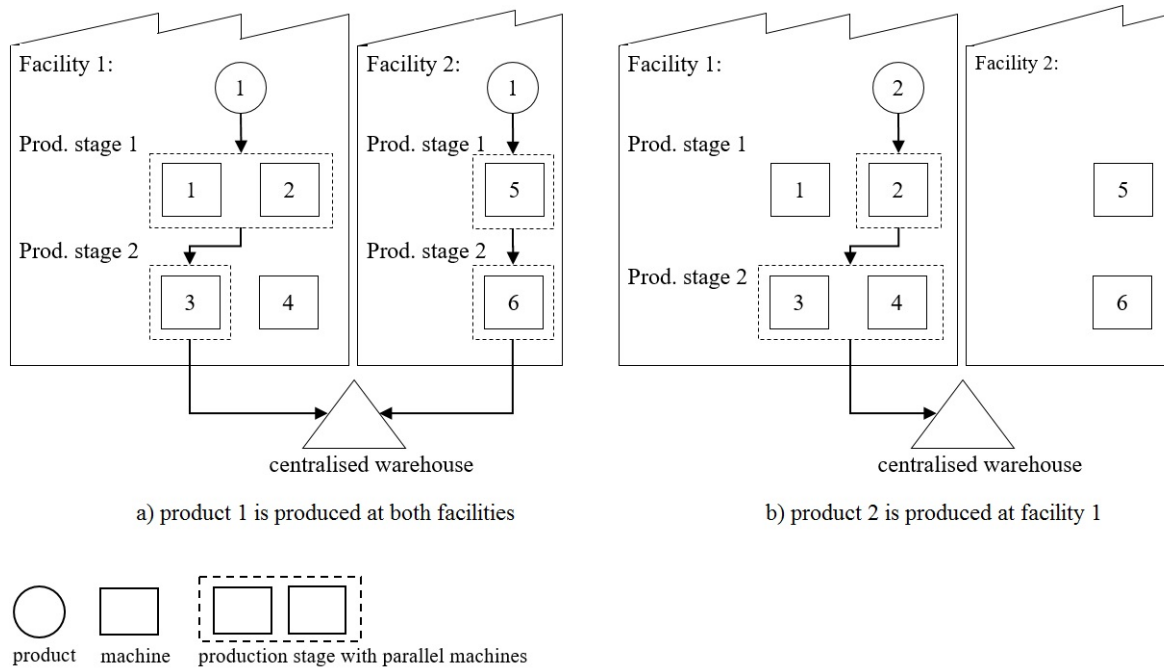 Facility 1:
1
Prod. stage 1
1 2
Prod. stage 2
3 4
Facility 2:
1
Prod. stage 1
5
Prod. stage 2
6
centralised warehouse
a) product 1 is produced at both facilities
Facility 1:
2
Prod. stage 1
1 2
Prod. stage 2
3 4
Facility 2:
5
6
centralised warehouse
b) product 2 is produced at facility 1
product
machine
production stage with parallel machines